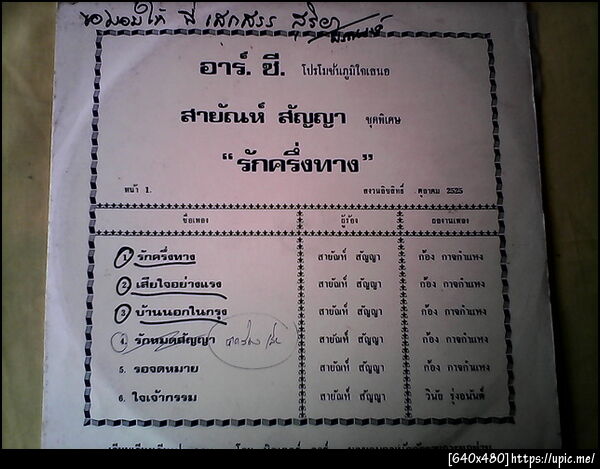 ขอมอบให้ พี่ เสกสรร สุริยา
อาร์. ซี. โปรโมชั่นภูมิใจเสนอ
สายัณห์ สัญญา ชุดพิเศษ
“รักครึ่งทาง”
หน้า 1. สงวนลิขสิทธิ์ ตุลาคม 2525
ชื่อเพลง ผู้ร้อง ผลงานเพลง
1. รักครึ่งทาง สายัณห์ สัญญา ก้อง กาจกำแหง
2. เสียใจอย่างแรง สายัณห์ สัญญา ก้อง กาจกำแหง
3. บ้านนอกในกรุง สายัณห์ สัญญา ก้อง กาจกำแหง
4. รักหมดสัญญา สายัณห์ สัญญา ก้อง กาจกำแหง
5. รอจดหมาย สายัณห์ สัญญา ก้อง กาจกำแหง
6. ใจเจ้ากรรม สายัณห์ สัญญา วินัย รุ่งอนันต์
[640x480]https://upic.me/